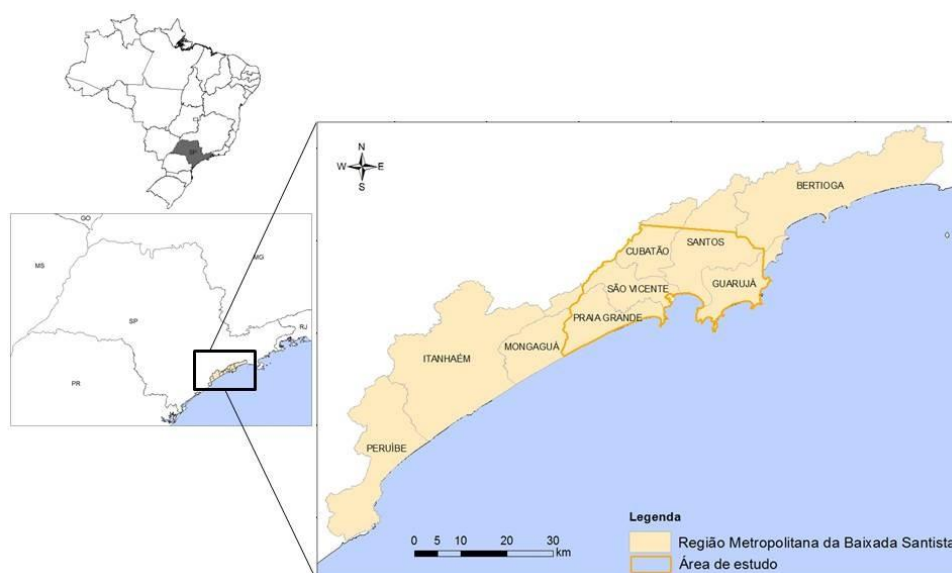 SP
GO
MS
MG
SP
RJ
PR
N
W E
S
BERTIOGA
CUBATÃO
SANTOS
GUARUJÁ
SÃO VICENTE
PRAIA GRANDE
MONGAGUÁ
ITANHAÉM
PERUÍBE
Legenda
Região Metropolitana da Baixada Santista
Área de estudo
0 5 10 20 30
km